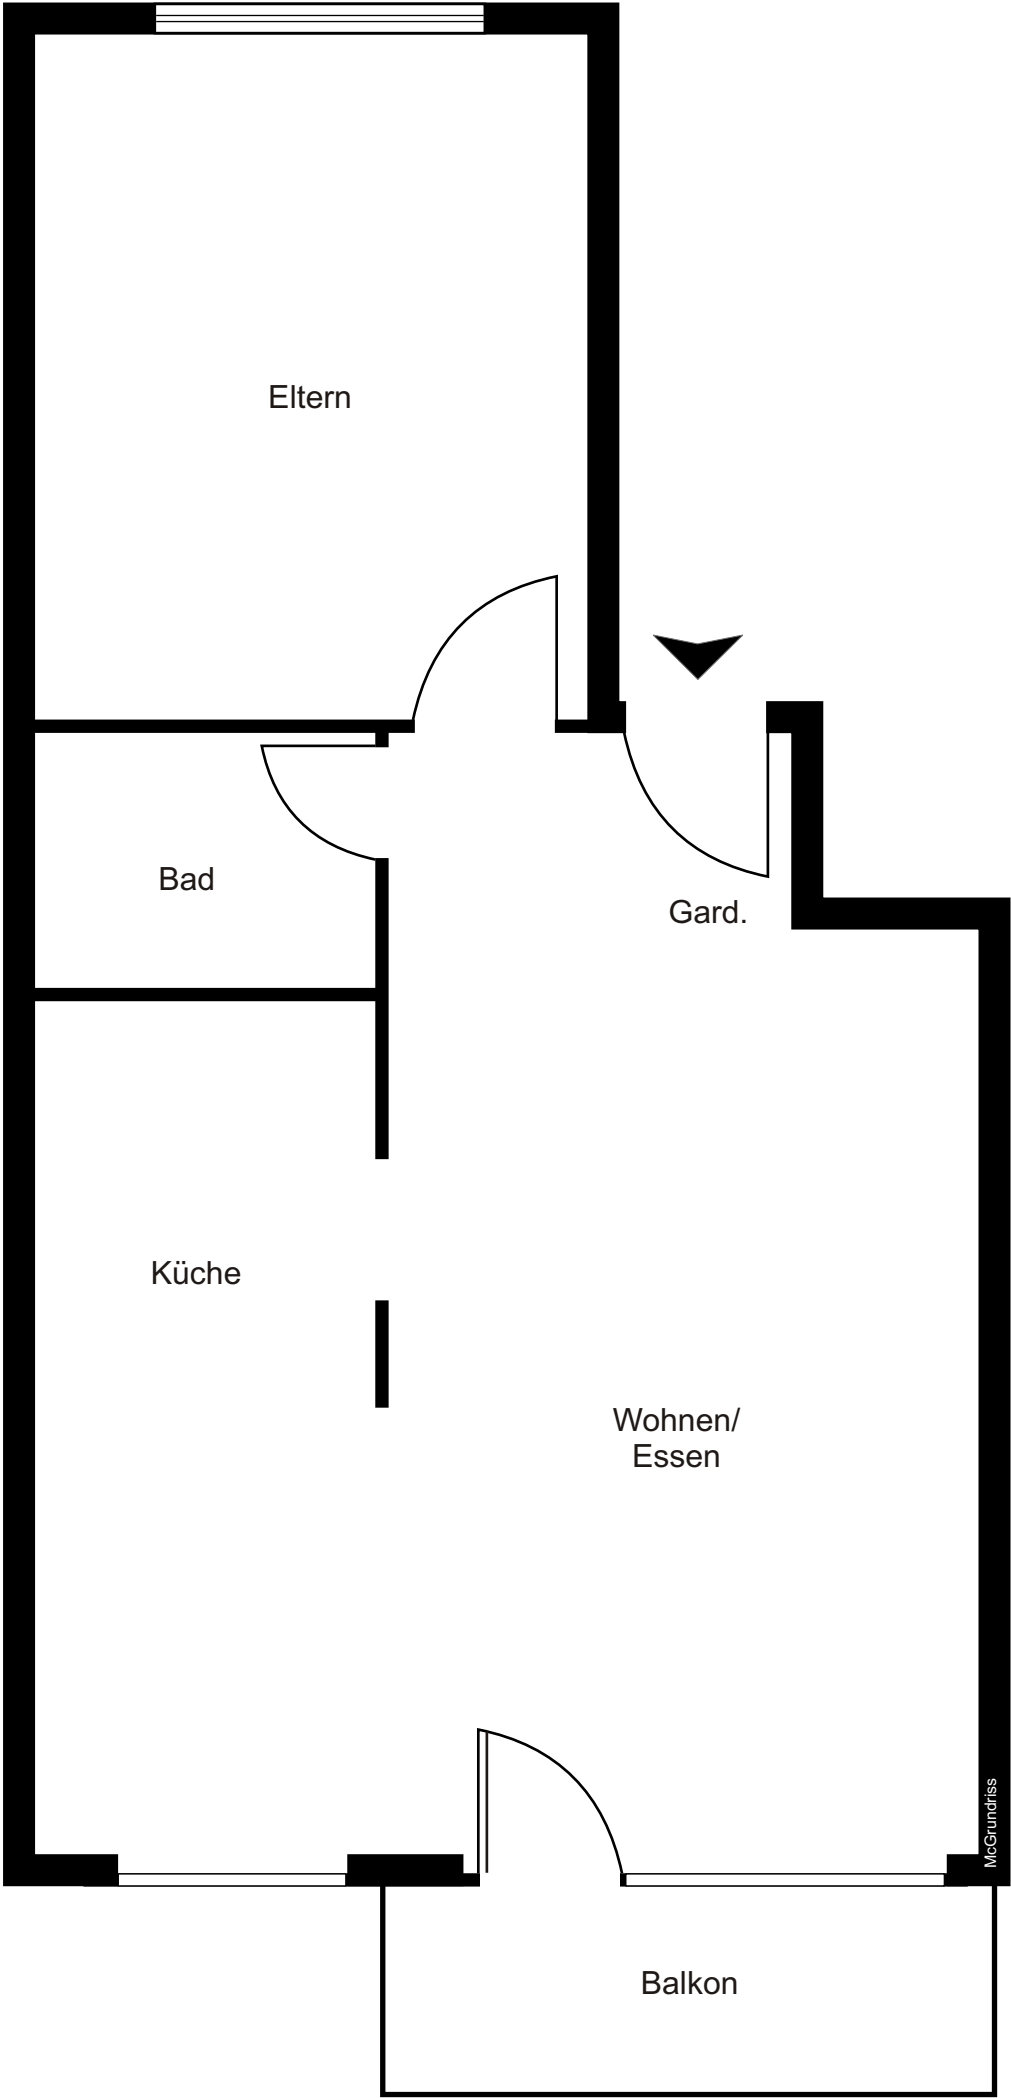 Eltern
Bad
Gard.
Küche
Wohnen/
Essen
McGrundriss
Balkon